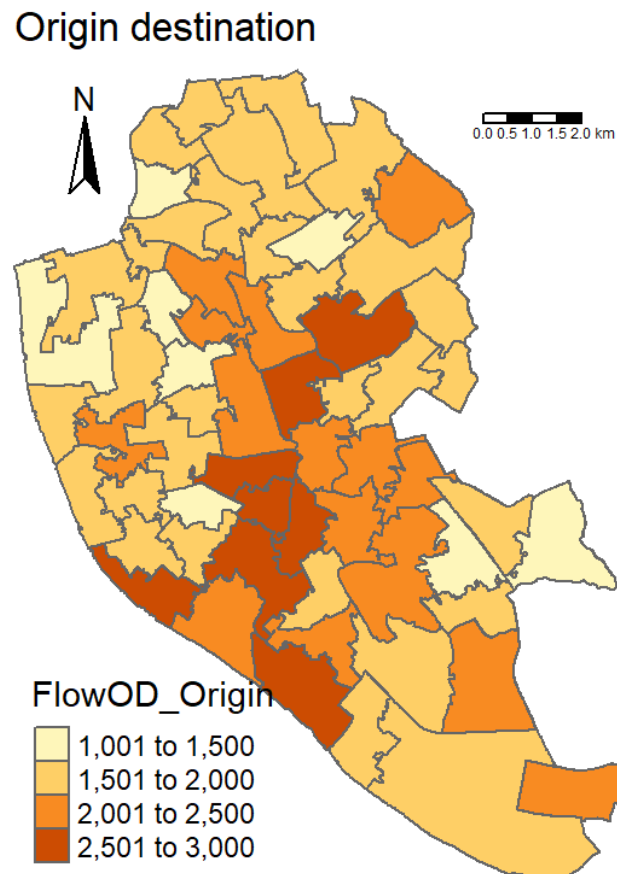 Origin destination
N
0.0 0.5 1.0 1.5 2.0 km
FlowOD_Origin
1,001 to 1,500
1,501 to 2,000
2,001 to 2,500
2,501 to 3,000